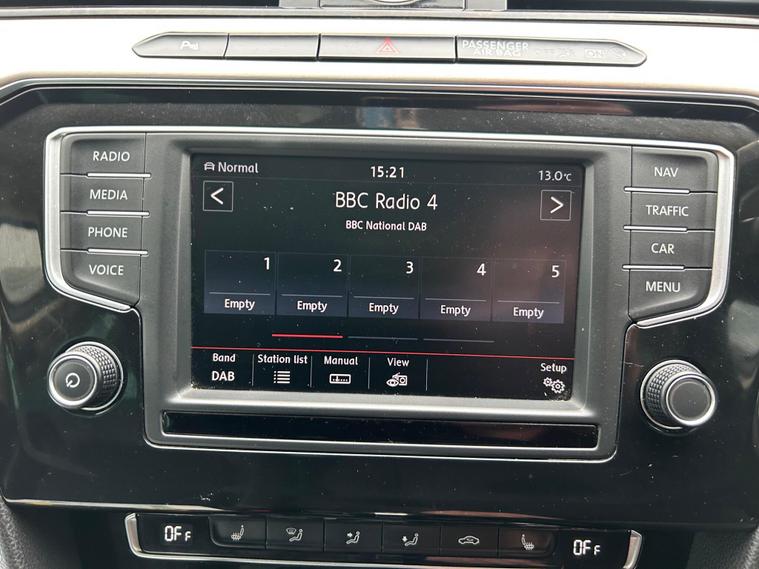 PASSENGER
AIR BAG
ON
RADIO
MEDIA
PHONE
VOICE
Normal 15:21 13.0°C
< BBC Radio 4 >
BBC National DAB
1 2 3 4 5
Empty Empty Empty Empty Empty
Band Station list Manual View Setup
DAB
NAV
TRAFFIC
CAR
MENU
OFF OFF